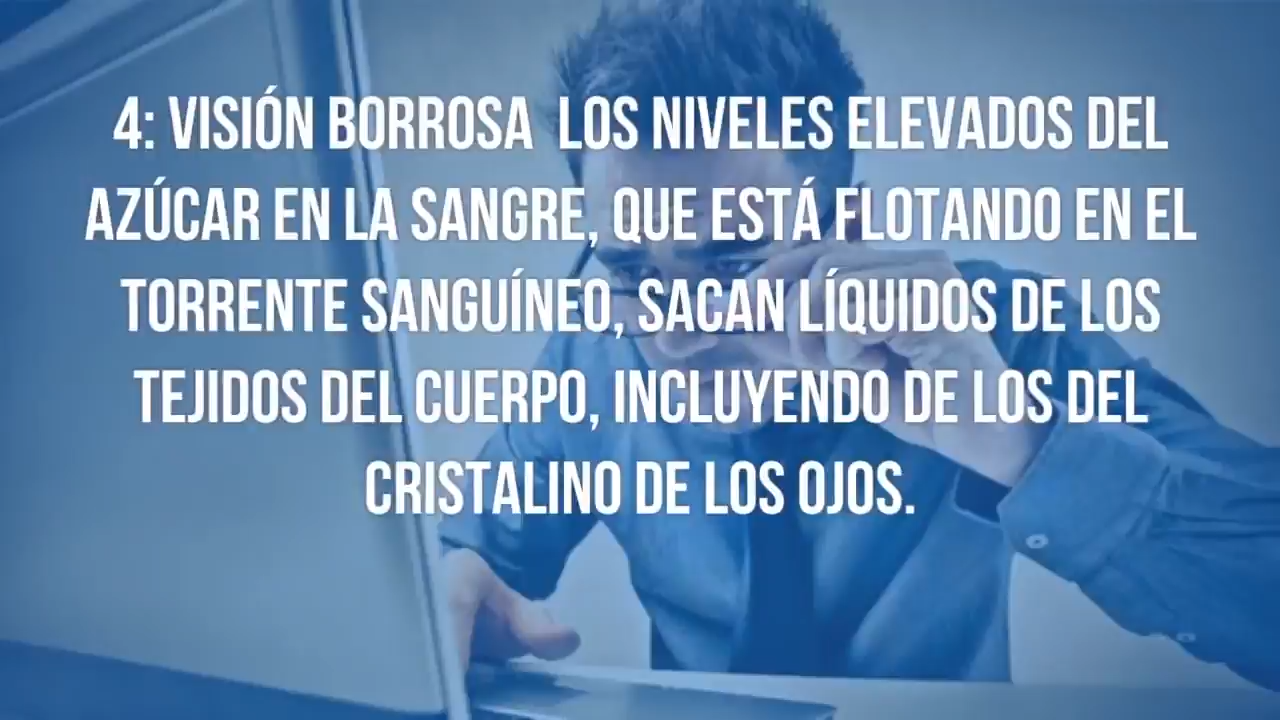 4: VISIÓN BORROSA  LOS NIVELES ELEVADOS DEL
AZÚCAR EN LA SANGRE, QUE ESTÁ FLOTANDO EN EL
TORRENTE SANGUÍNEO, SACAN LÍQUIDOS DE LOS
TEJIDOS DEL CUERPO, INCLUYENDO DE LOS DEL
CRISTALINO DE LOS OJOS.